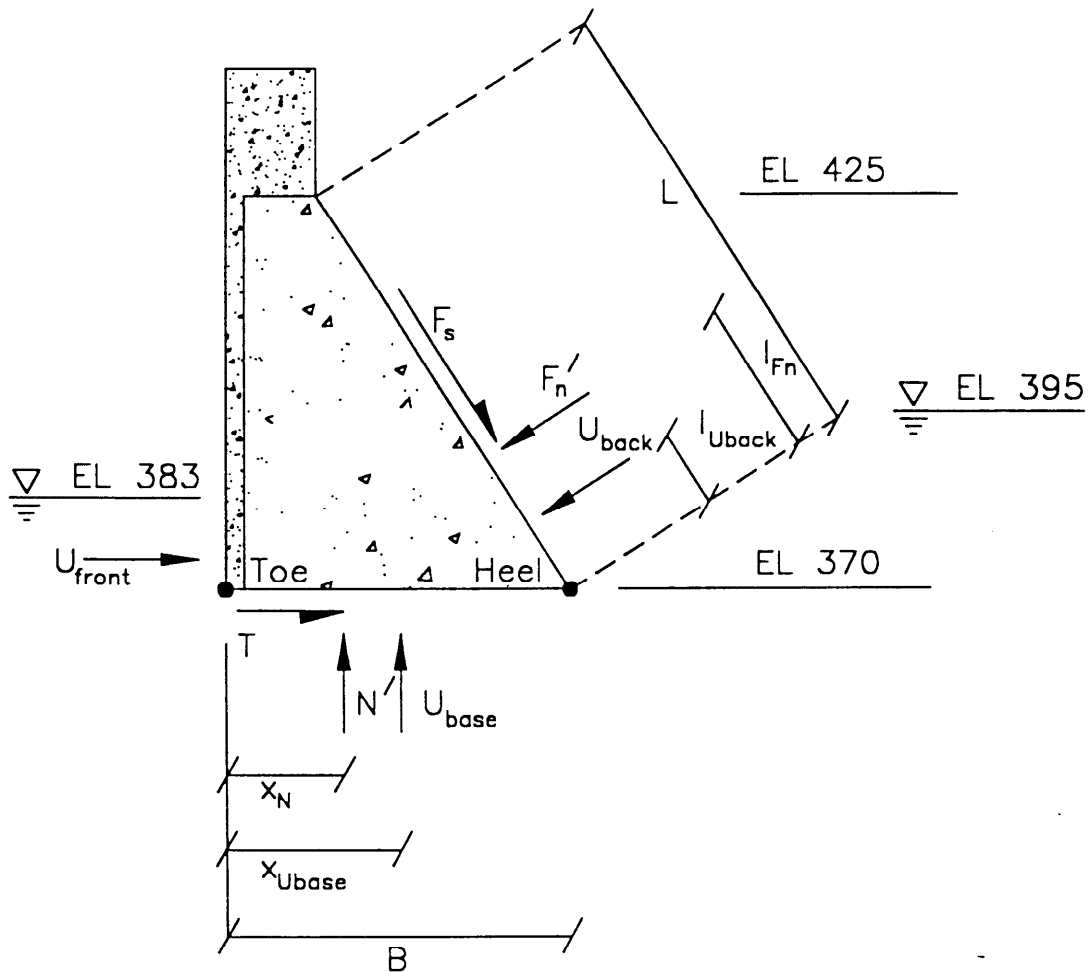 EL 425
L
F_s
l_Fn
F_n′
EL 395
U_back
l_Uback
EL 383
U_front
Toe
Heel
EL 370
T
N′
U_base
x_N
x_Ubase
B